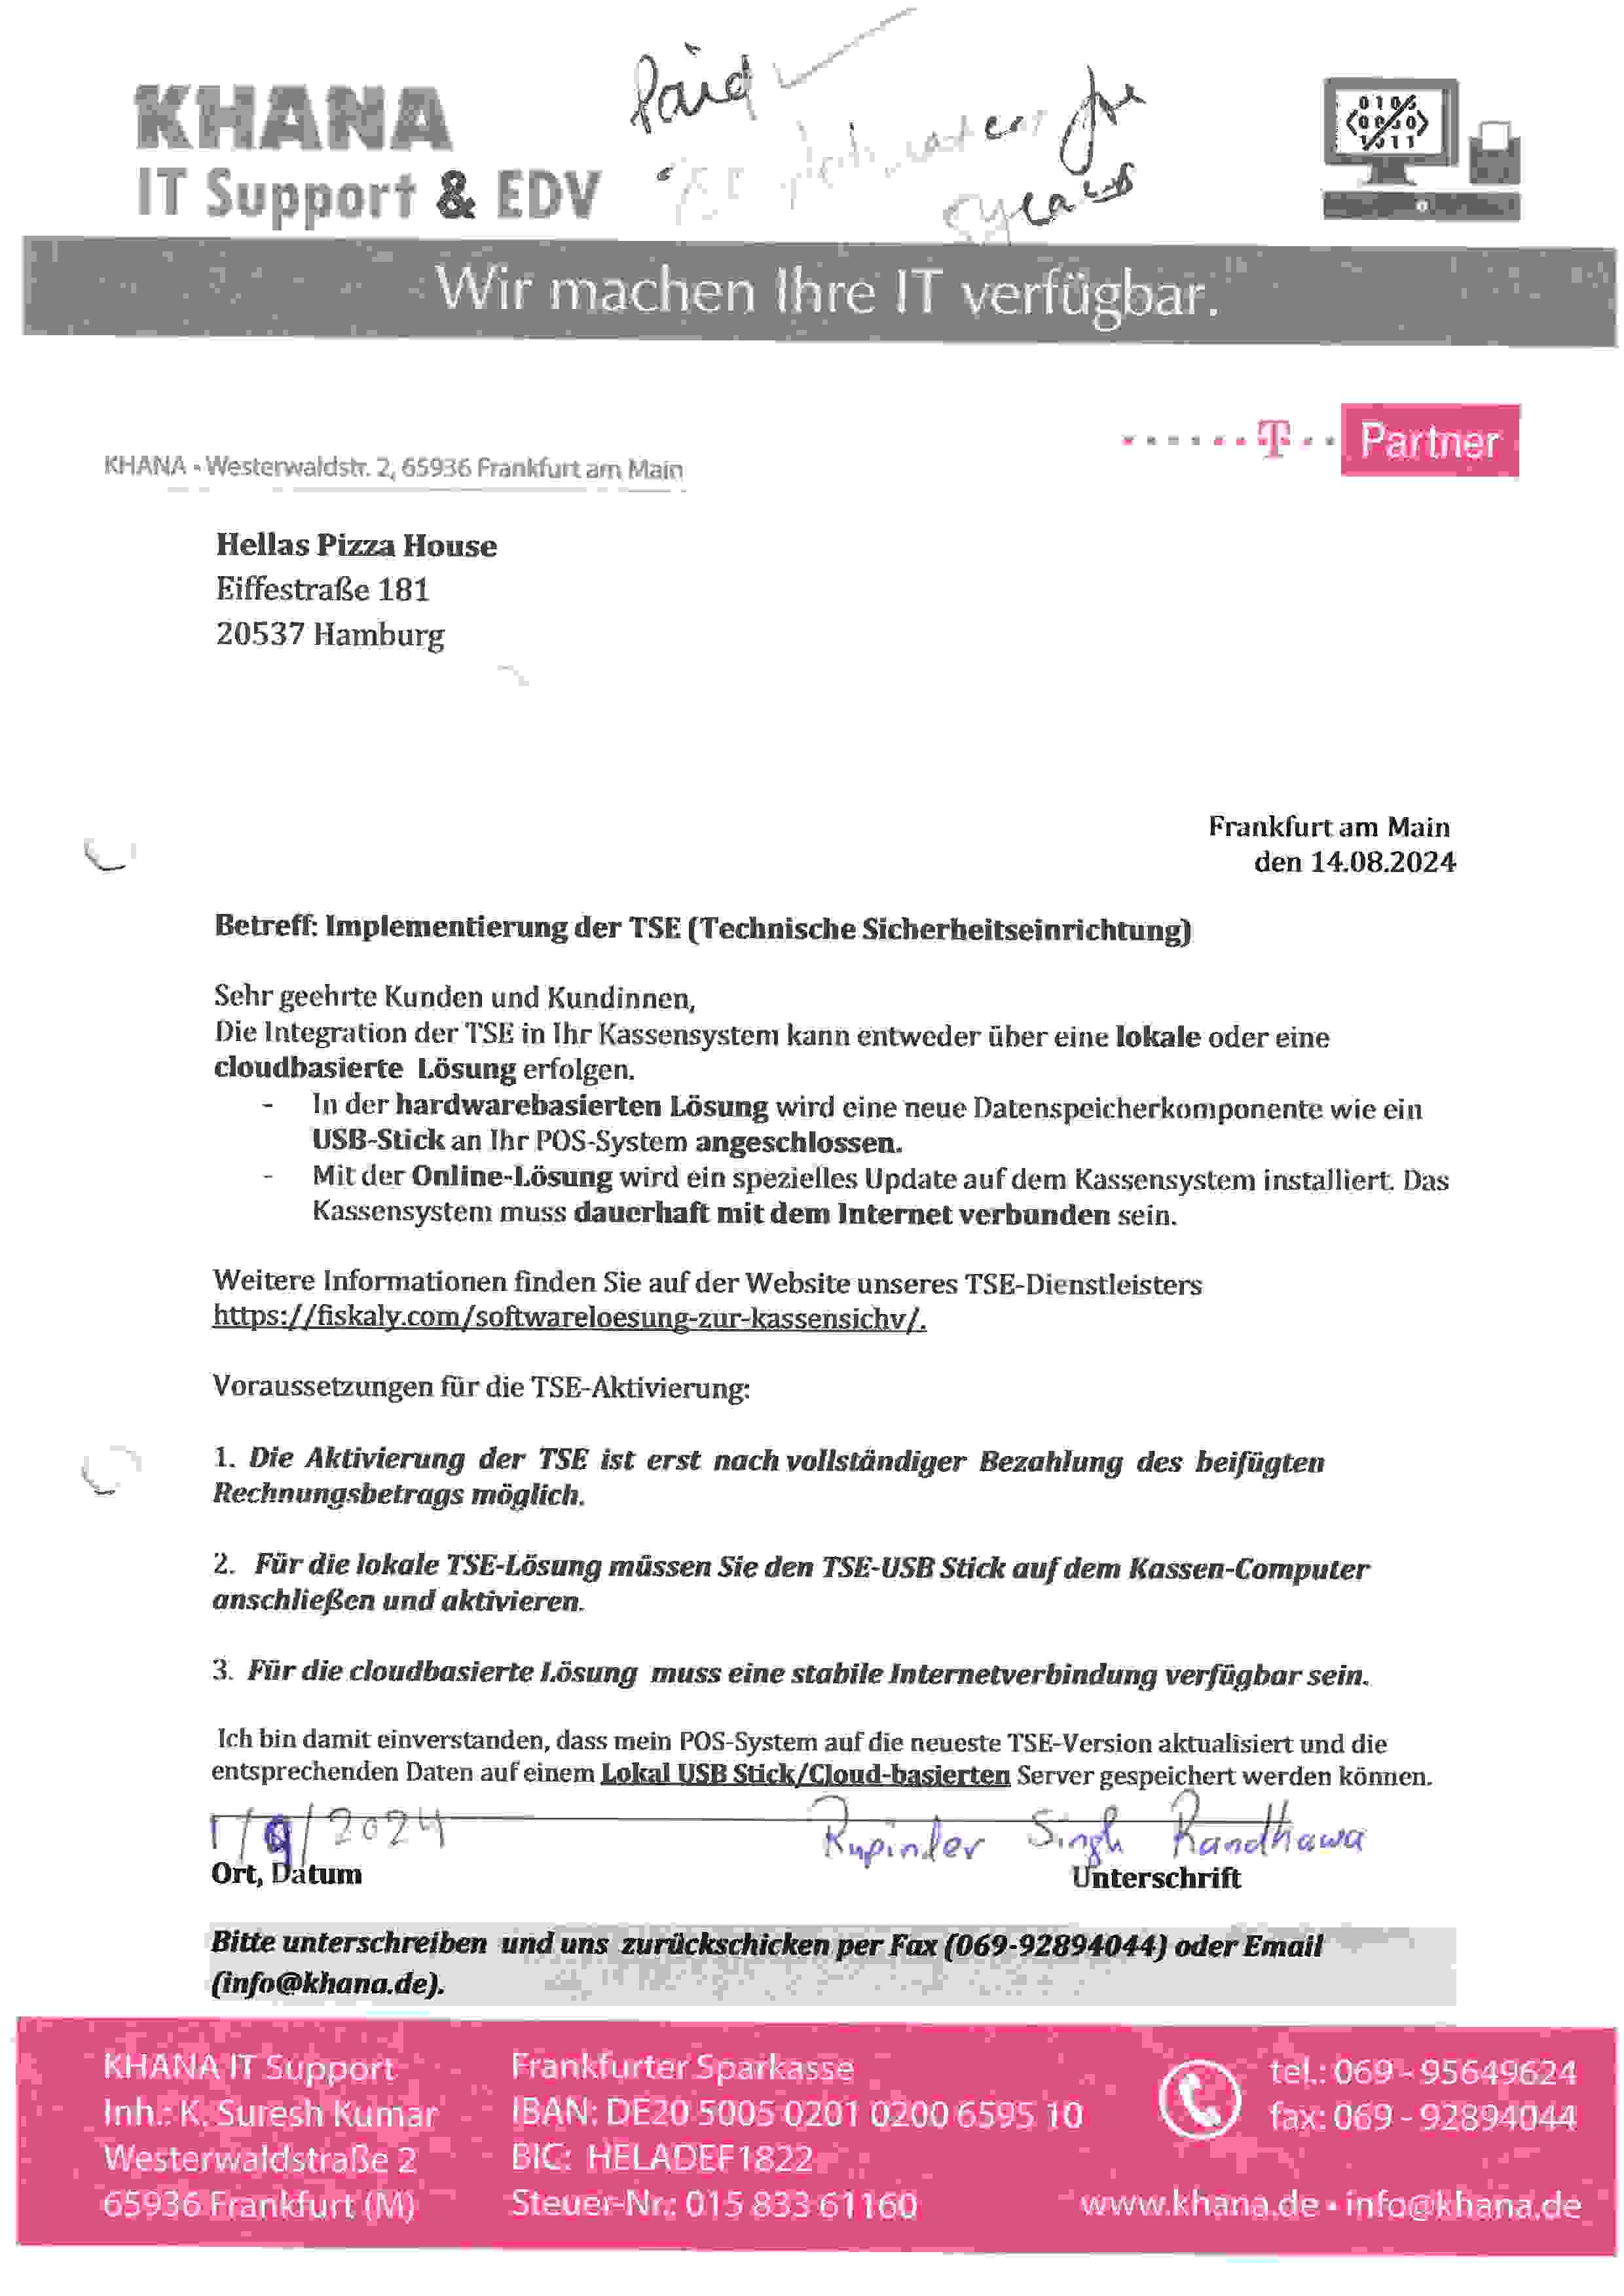 Paid
for
5 years
KHANA
IT Support & EDV
Wir machen Ihre IT verfügbar.
T Partner
KHANA • Westerwaldstr. 2, 65936 Frankfurt am Main
Hellas Pizza House
Eiffestraße 181
20537 Hamburg
Frankfurt am Main
den 14.08.2024
Betreff: Implementierung der TSE (Technische Sicherheitseinrichtung)
Sehr geehrte Kunden und Kundinnen,
Die Integration der TSE in Ihr Kassensystem kann entweder über eine lokale oder eine
cloudbasierte Lösung erfolgen.
- In der hardwarebasierten Lösung wird eine neue Datenspeicherkomponente wie ein
USB-Stick an Ihr POS-System angeschlossen.
- Mit der Online-Lösung wird ein spezielles Update auf dem Kassensystem installiert. Das
Kassensystem muss dauerhaft mit dem Internet verbunden sein.
Weitere Informationen finden Sie auf der Website unseres TSE-Dienstleisters
https://fiskaly.com/softwareloesung-zur-kassensichv/.
Voraussetzungen für die TSE-Aktivierung:
1. Die Aktivierung der TSE ist erst nach vollständiger Bezahlung des beifügten
Rechnungsbetrags möglich.
2. Für die lokale TSE-Lösung müssen Sie den TSE-USB Stick auf dem Kassen-Computer
anschließen und aktivieren.
3. Für die cloudbasierte Lösung muss eine stabile Internetverbindung verfügbar sein.
Ich bin damit einverstanden, dass mein POS-System auf die neueste TSE-Version aktualisiert und die
entsprechenden Daten auf einem Lokal USB Stick/Cloud-basierten Server gespeichert werden können.
1/9/2024 Rupinder Singh Randhawa
Ort, Datum Unterschrift
Bitte unterschreiben und uns zurückschicken per Fax (069-92894044) oder Email
(info@khana.de).
KHANA IT Support
Inh.: K. Suresh Kumar
Westerwaldstraße 2
65936 Frankfurt (M)
Frankfurter Sparkasse
IBAN: DE20 5005 0201 0200 6595 10
BIC: HELADEF1822
Steuer-Nr.: 015 833 61160
tel.: 069 - 95649624
fax: 069 - 92894044
www.khana.de • info@khana.de